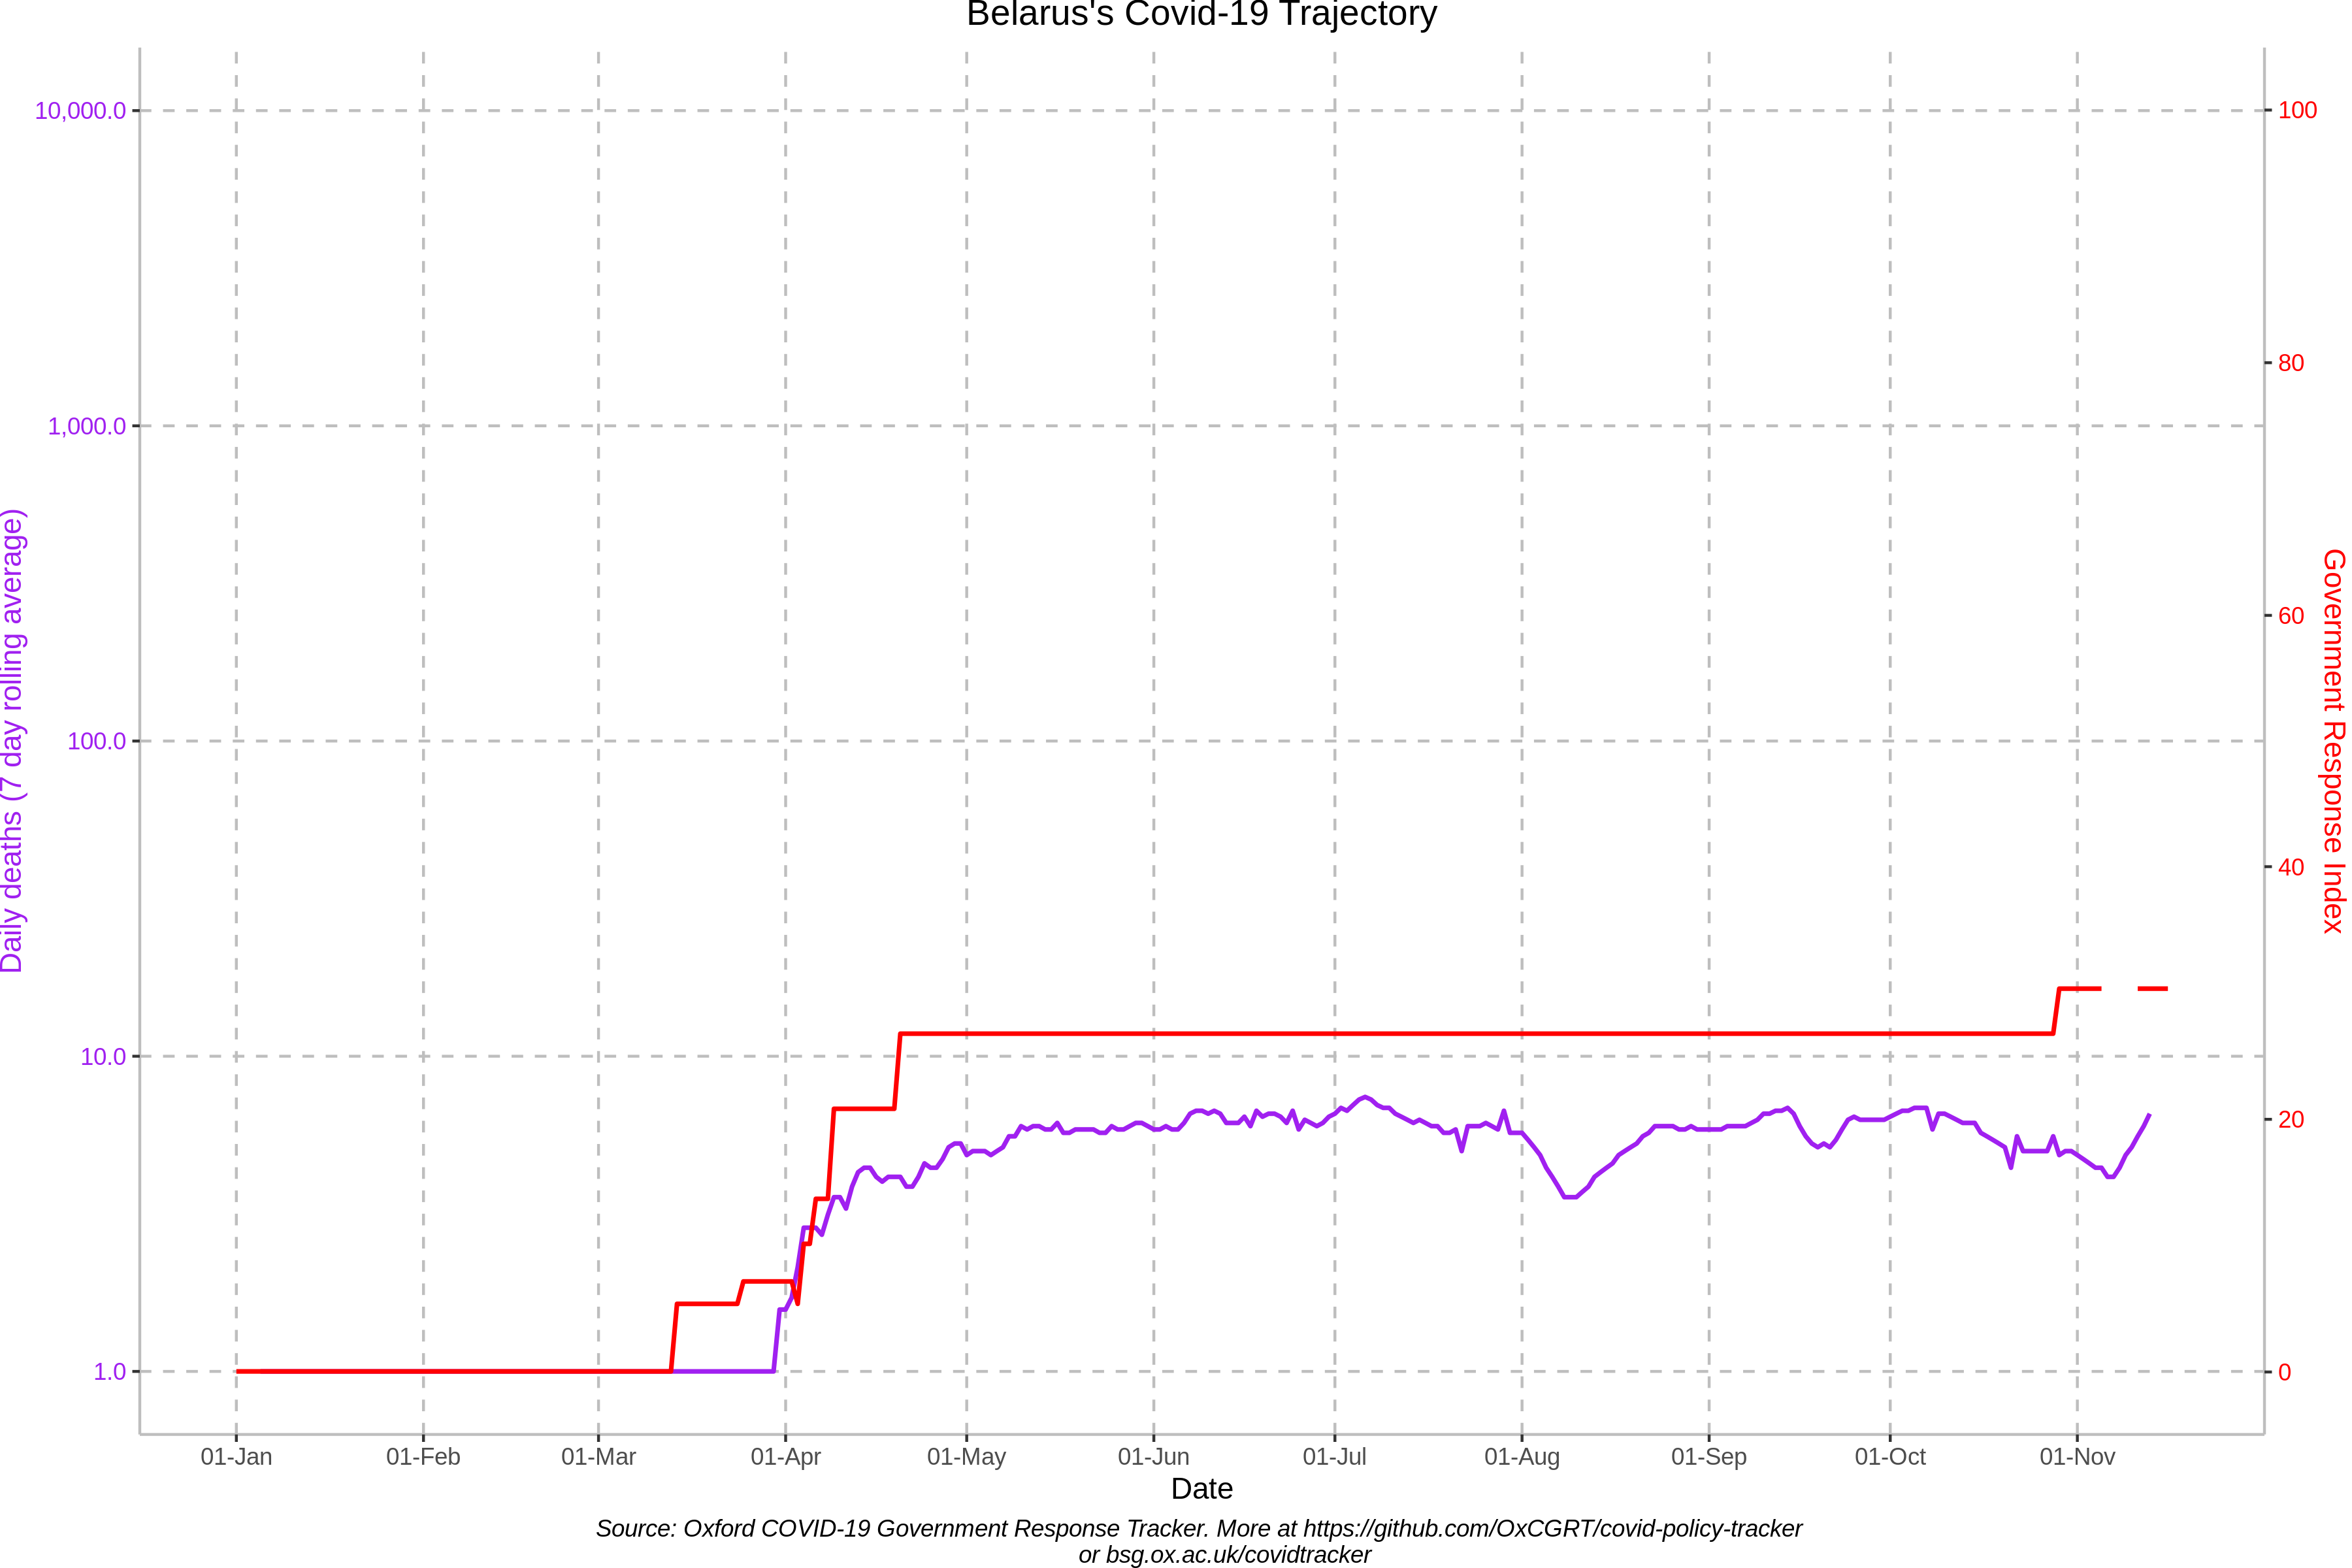 Belarus's Covid-19 Trajectory
10,000.0
1,000.0
100.0
10.0
1.0
Daily deaths (7 day rolling average)
100
80
60
40
20
0
Government Response Index
01-Jan 01-Feb 01-Mar 01-Apr 01-May 01-Jun 01-Jul 01-Aug 01-Sep 01-Oct 01-Nov
Date
Source: Oxford COVID-19 Government Response Tracker. More at https://github.com/OxCGRT/covid-policy-tracker
or bsg.ox.ac.uk/covidtracker